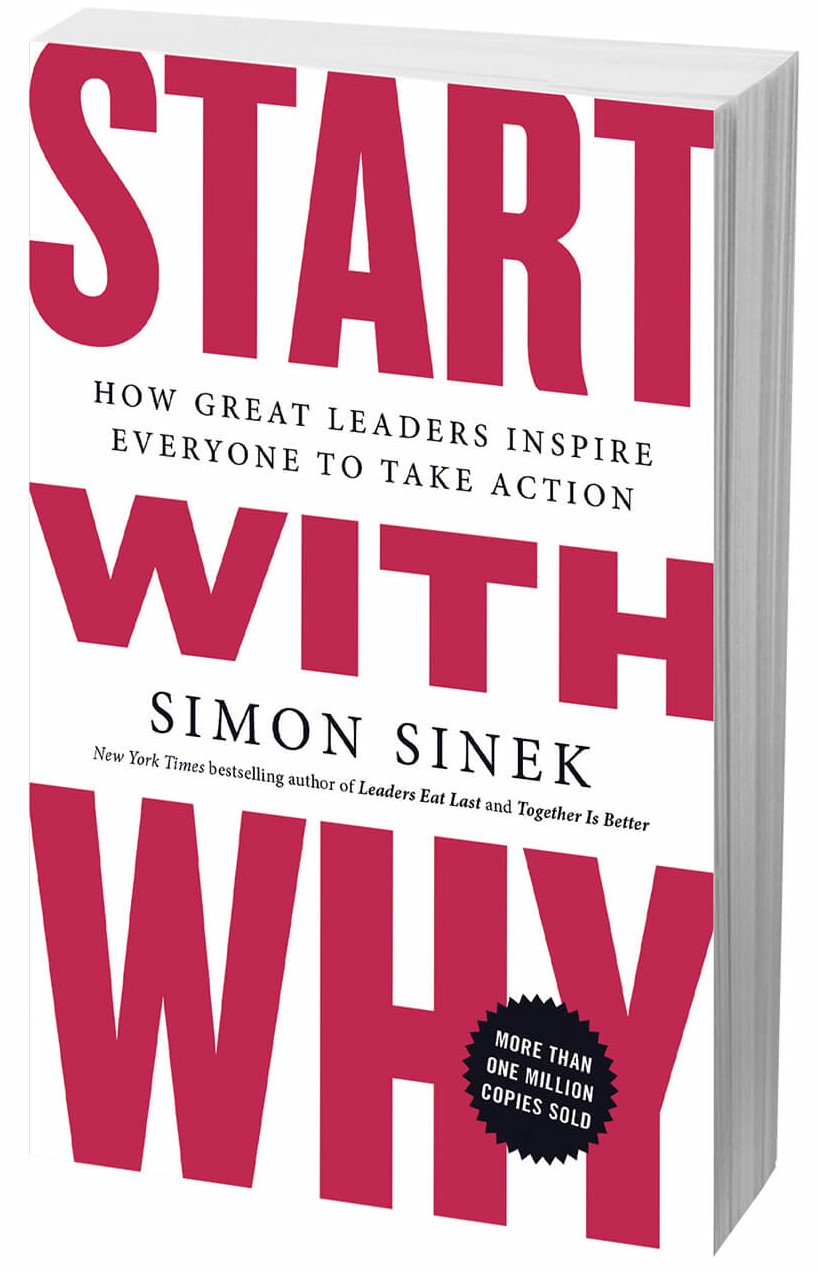 START
HOW GREAT LEADERS INSPIRE
EVERYONE TO TAKE ACTION
WITH
SIMON SINEK
New York Times bestselling author of Leaders Eat Last and Together Is Better
WHY
MORE THAN
ONE MILLION
COPIES SOLD